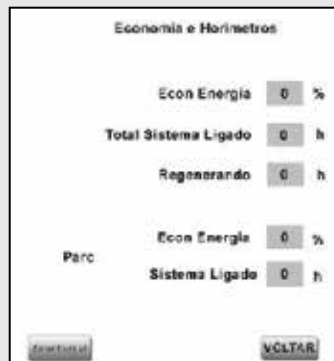 Economia e Horimetros
Econ Energia 0 %
Total Sistema Ligado 0 h
Regenerando 0 h
Econ Energia 0 %
Parc
Sistema Ligado 0 h
VOLTAR